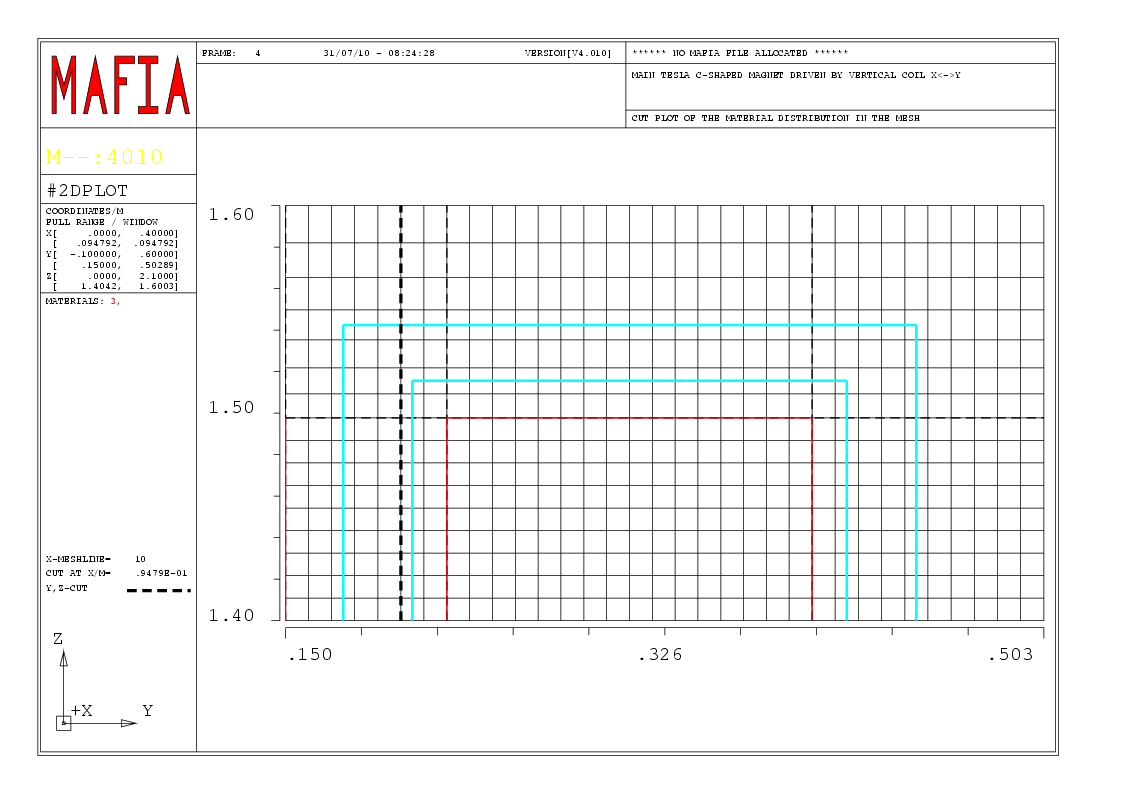 MAFIA
FRAME: 4 31/07/10 - 08:24:28 VERSION[V4.010] ****** NO MAFIA FILE ALLOCATED ******
MAIN TESLA C-SHAPED MAGNET DRIVEN BY VERTICAL COIL X<->Y
CUT PLOT OF THE MATERIAL DISTRIBUTION IN THE MESH
M--:4010
#2DPLOT
COORDINATES/M
FULL RANGE / WINDOW
X[ .0000, .40000]
[ .094792, .094792]
Y[ -.100000, .60000]
[ .15000, .50289]
Z[ .0000, 2.1000]
[ 1.4042, 1.6003]
MATERIALS: 3,
1.60
1.50
1.40
.150 .326 .503
X-MESHLINE= 10
CUT AT X/M= .9479E-01
Y,Z-CUT
Z
+X Y